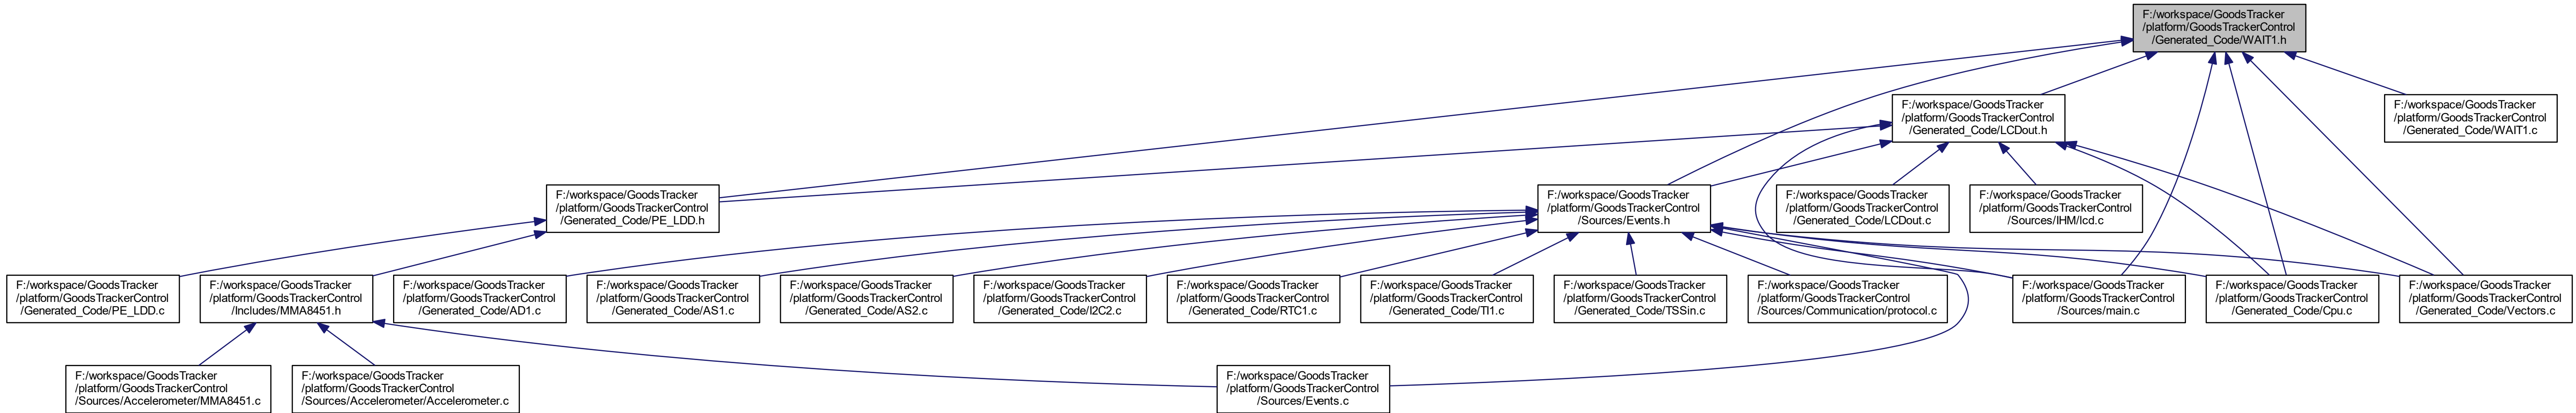 F:/workspace/GoodsTracker
/platform/GoodsTrackerControl
/Generated_Code/WAIT1.h
F:/workspace/GoodsTracker
/platform/GoodsTrackerControl
/Generated_Code/LCDout.h
F:/workspace/GoodsTracker
/platform/GoodsTrackerControl
/Generated_Code/WAIT1.c
F:/workspace/GoodsTracker
/platform/GoodsTrackerControl
/Generated_Code/PE_LDD.h
F:/workspace/GoodsTracker
/platform/GoodsTrackerControl
/Sources/Events.h
F:/workspace/GoodsTracker
/platform/GoodsTrackerControl
/Generated_Code/LCDout.c
F:/workspace/GoodsTracker
/platform/GoodsTrackerControl
/Sources/IHM/lcd.c
F:/workspace/GoodsTracker
/platform/GoodsTrackerControl
/Generated_Code/PE_LDD.c
F:/workspace/GoodsTracker
/platform/GoodsTrackerControl
/Includes/MMA8451.h
F:/workspace/GoodsTracker
/platform/GoodsTrackerControl
/Generated_Code/AD1.c
F:/workspace/GoodsTracker
/platform/GoodsTrackerControl
/Generated_Code/AS1.c
F:/workspace/GoodsTracker
/platform/GoodsTrackerControl
/Generated_Code/AS2.c
F:/workspace/GoodsTracker
/platform/GoodsTrackerControl
/Generated_Code/I2C2.c
F:/workspace/GoodsTracker
/platform/GoodsTrackerControl
/Generated_Code/RTC1.c
F:/workspace/GoodsTracker
/platform/GoodsTrackerControl
/Generated_Code/TI1.c
F:/workspace/GoodsTracker
/platform/GoodsTrackerControl
/Generated_Code/TSSin.c
F:/workspace/GoodsTracker
/platform/GoodsTrackerControl
/Sources/Communication/protocol.c
F:/workspace/GoodsTracker
/platform/GoodsTrackerControl
/Sources/main.c
F:/workspace/GoodsTracker
/platform/GoodsTrackerControl
/Generated_Code/Cpu.c
F:/workspace/GoodsTracker
/platform/GoodsTrackerControl
/Generated_Code/Vectors.c
F:/workspace/GoodsTracker
/platform/GoodsTrackerControl
/Sources/Accelerometer/MMA8451.c
F:/workspace/GoodsTracker
/platform/GoodsTrackerControl
/Sources/Accelerometer/Accelerometer.c
F:/workspace/GoodsTracker
/platform/GoodsTrackerControl
/Sources/Events.c